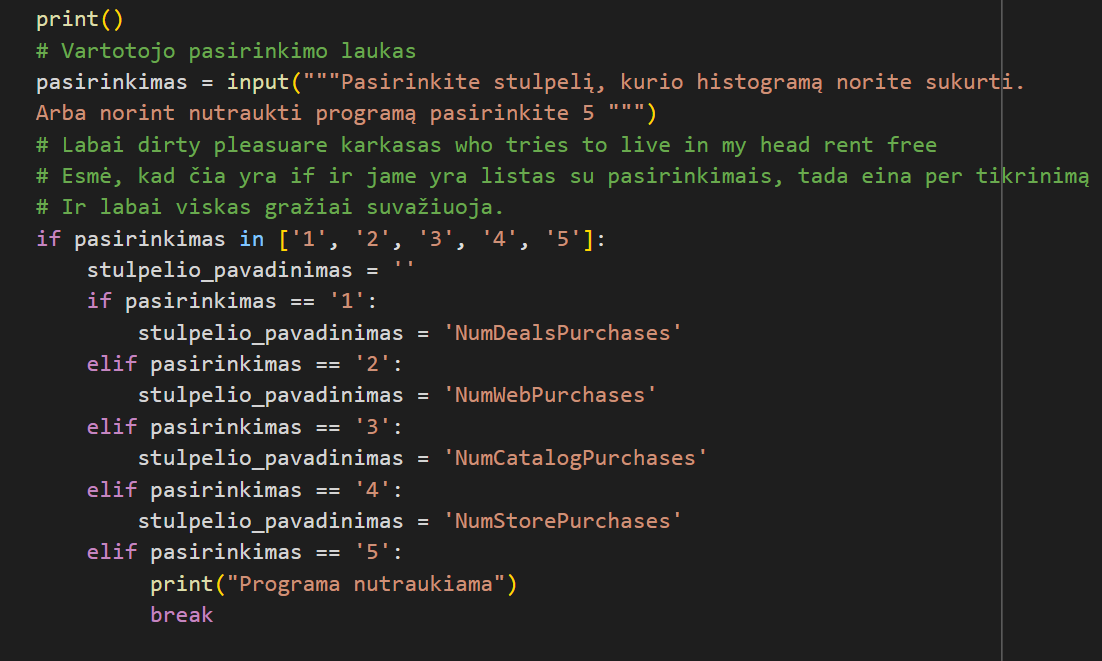 print()
# Vartotojo pasirinkimo laukas
pasirinkimas = input("""Pasirinkite stulpelį, kurio histogramą norite sukurti.
Arba norint nutraukti programą pasirinkite 5 """)
# Labai dirty pleasuare karkasas who tries to live in my head rent free
# Esmė, kad čia yra if ir jame yra listas su pasirinkimais, tada eina per tikrinimą
# Ir labai viskas gražiai suvažiuoja.
if pasirinkimas in ['1', '2', '3', '4', '5']:
    stulpelio_pavadinimas = ''
    if pasirinkimas == '1':
        stulpelio_pavadinimas = 'NumDealsPurchases'
    elif pasirinkimas == '2':
        stulpelio_pavadinimas = 'NumWebPurchases'
    elif pasirinkimas == '3':
        stulpelio_pavadinimas = 'NumCatalogPurchases'
    elif pasirinkimas == '4':
        stulpelio_pavadinimas = 'NumStorePurchases'
    elif pasirinkimas == '5':
         print("Programa nutraukiama")
         break